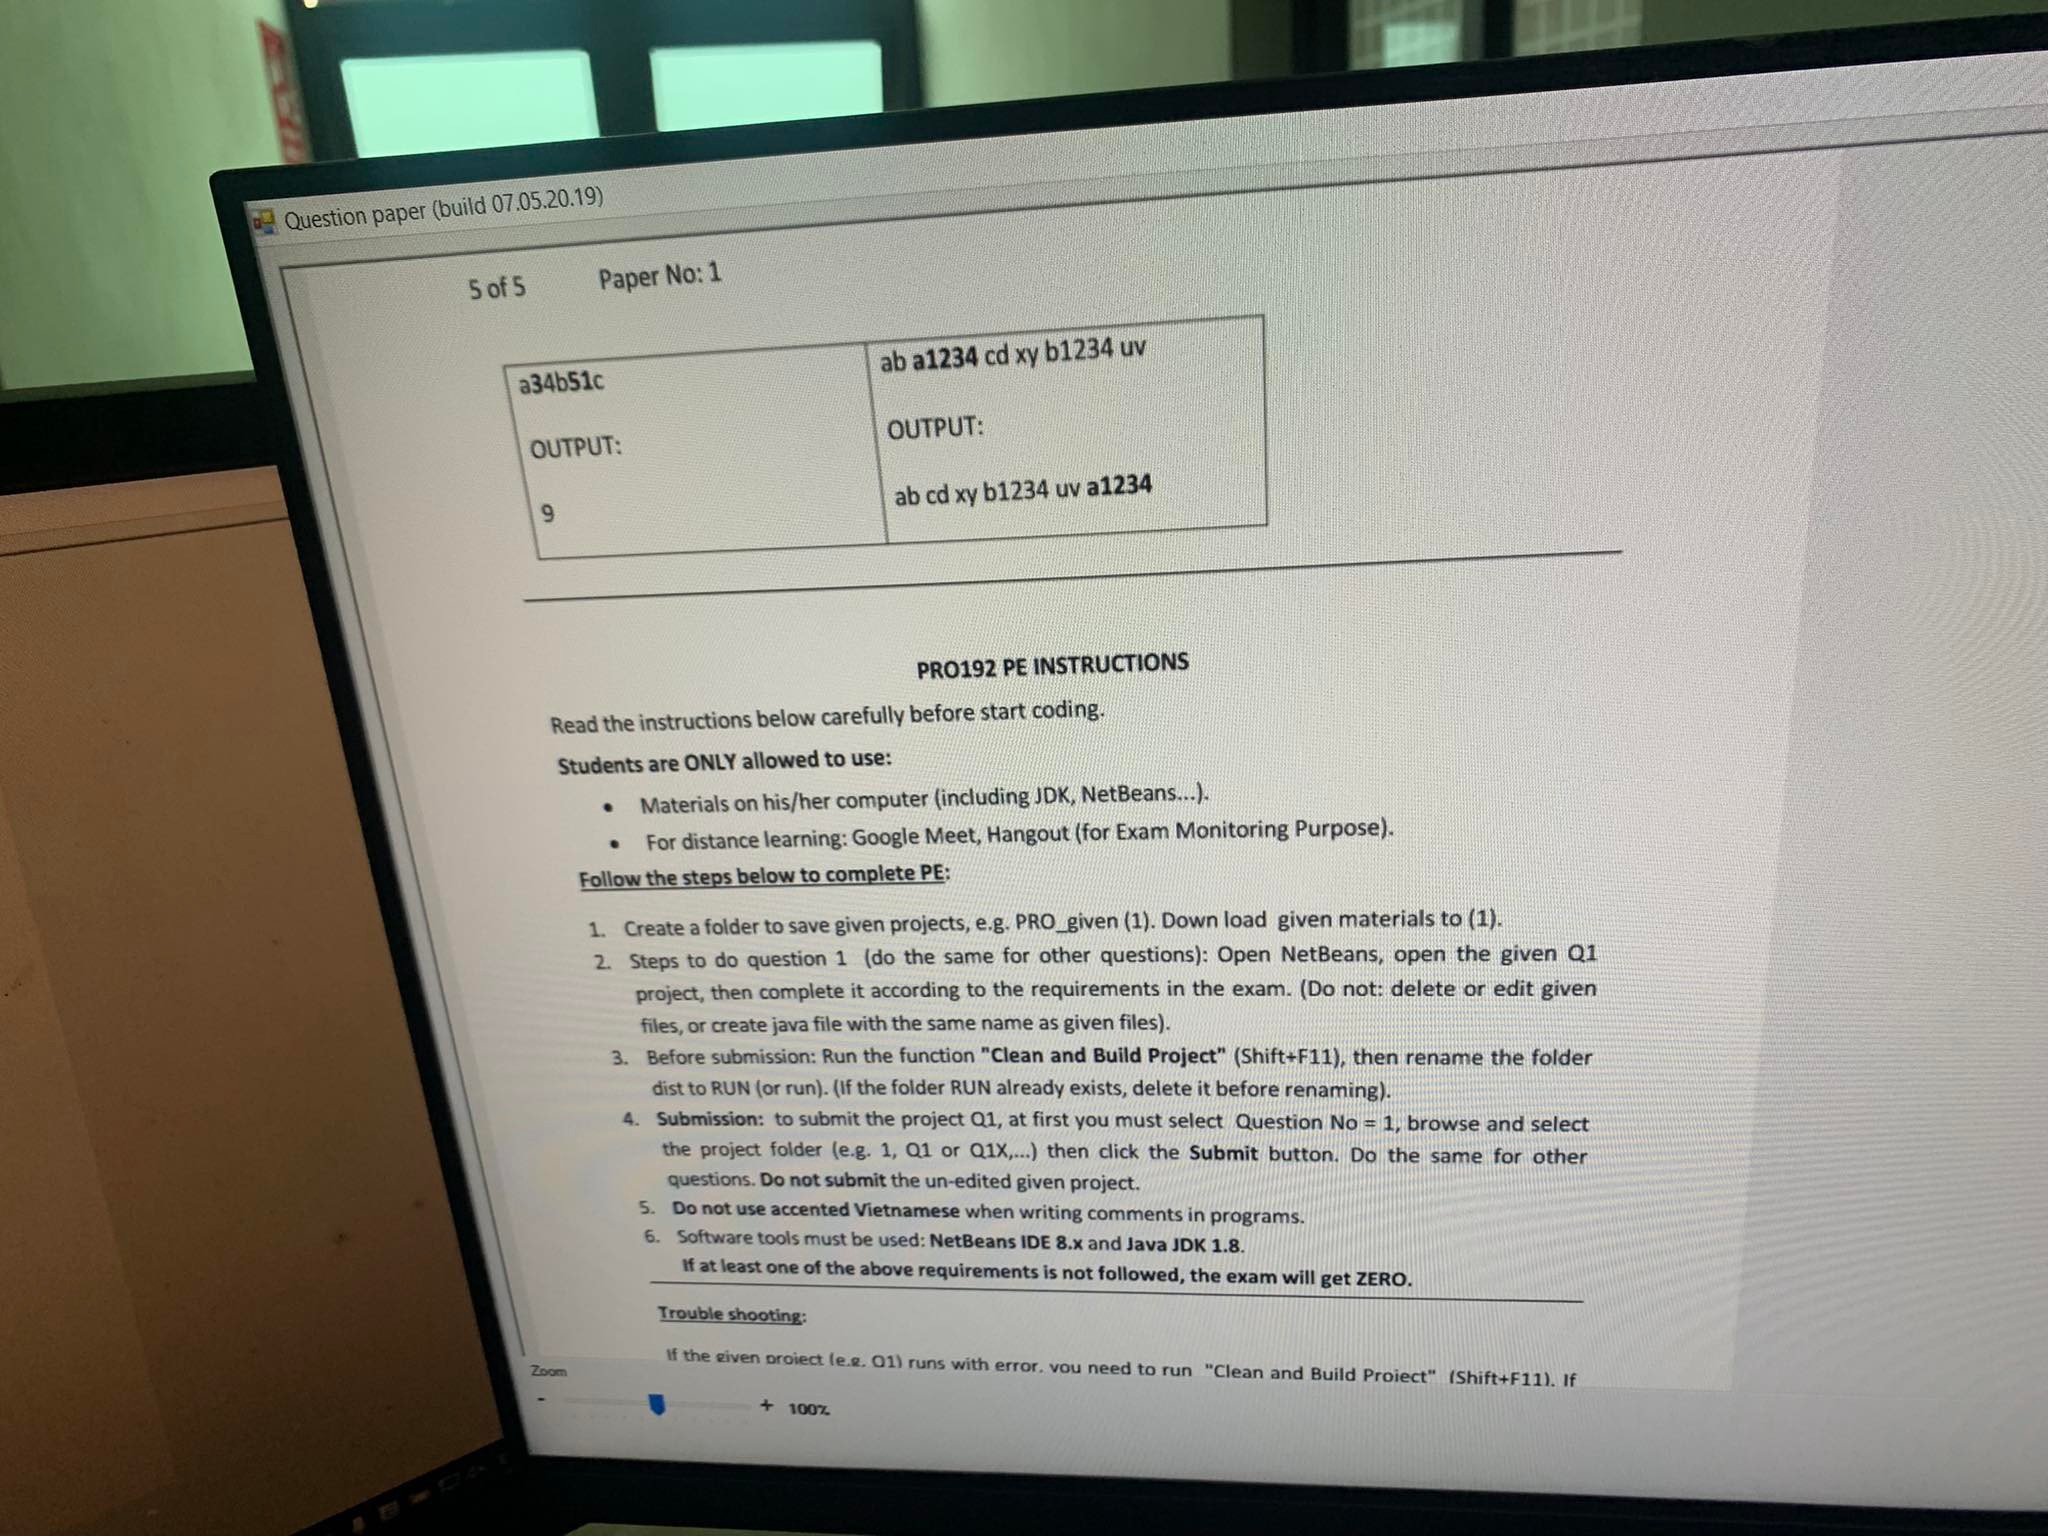 Question paper (build 07.05.20.19)
5 of 5 Paper No: 1
a34b51c
OUTPUT:
9
ab a1234 cd xy b1234 uv
OUTPUT:
ab cd xy b1234 uv a1234
PRO192 PE INSTRUCTIONS
Read the instructions below carefully before start coding.
Students are ONLY allowed to use:
• Materials on his/her computer (including JDK, NetBeans...).
• For distance learning: Google Meet, Hangout (for Exam Monitoring Purpose).
Follow the steps below to complete PE:
1. Create a folder to save given projects, e.g. PRO_given (1). Down load given materials to (1).
2. Steps to do question 1 (do the same for other questions): Open NetBeans, open the given Q1
project, then complete it according to the requirements in the exam. (Do not: delete or edit given
files, or create java file with the same name as given files).
3. Before submission: Run the function "Clean and Build Project" (Shift+F11), then rename the folder
dist to RUN (or run). (If the folder RUN already exists, delete it before renaming).
4. Submission: to submit the project Q1, at first you must select Question No = 1, browse and select
the project folder (e.g. 1, Q1 or Q1X,...) then click the Submit button. Do the same for other
questions. Do not submit the un-edited given project.
5. Do not use accented Vietnamese when writing comments in programs.
6. Software tools must be used: NetBeans IDE 8.x and Java JDK 1.8.
If at least one of the above requirements is not followed, the exam will get ZERO.
Trouble shooting:
If the given project (e.g. Q1) runs with error, you need to run "Clean and Build Project" (Shift+F11). If
Zoom
- + 100%